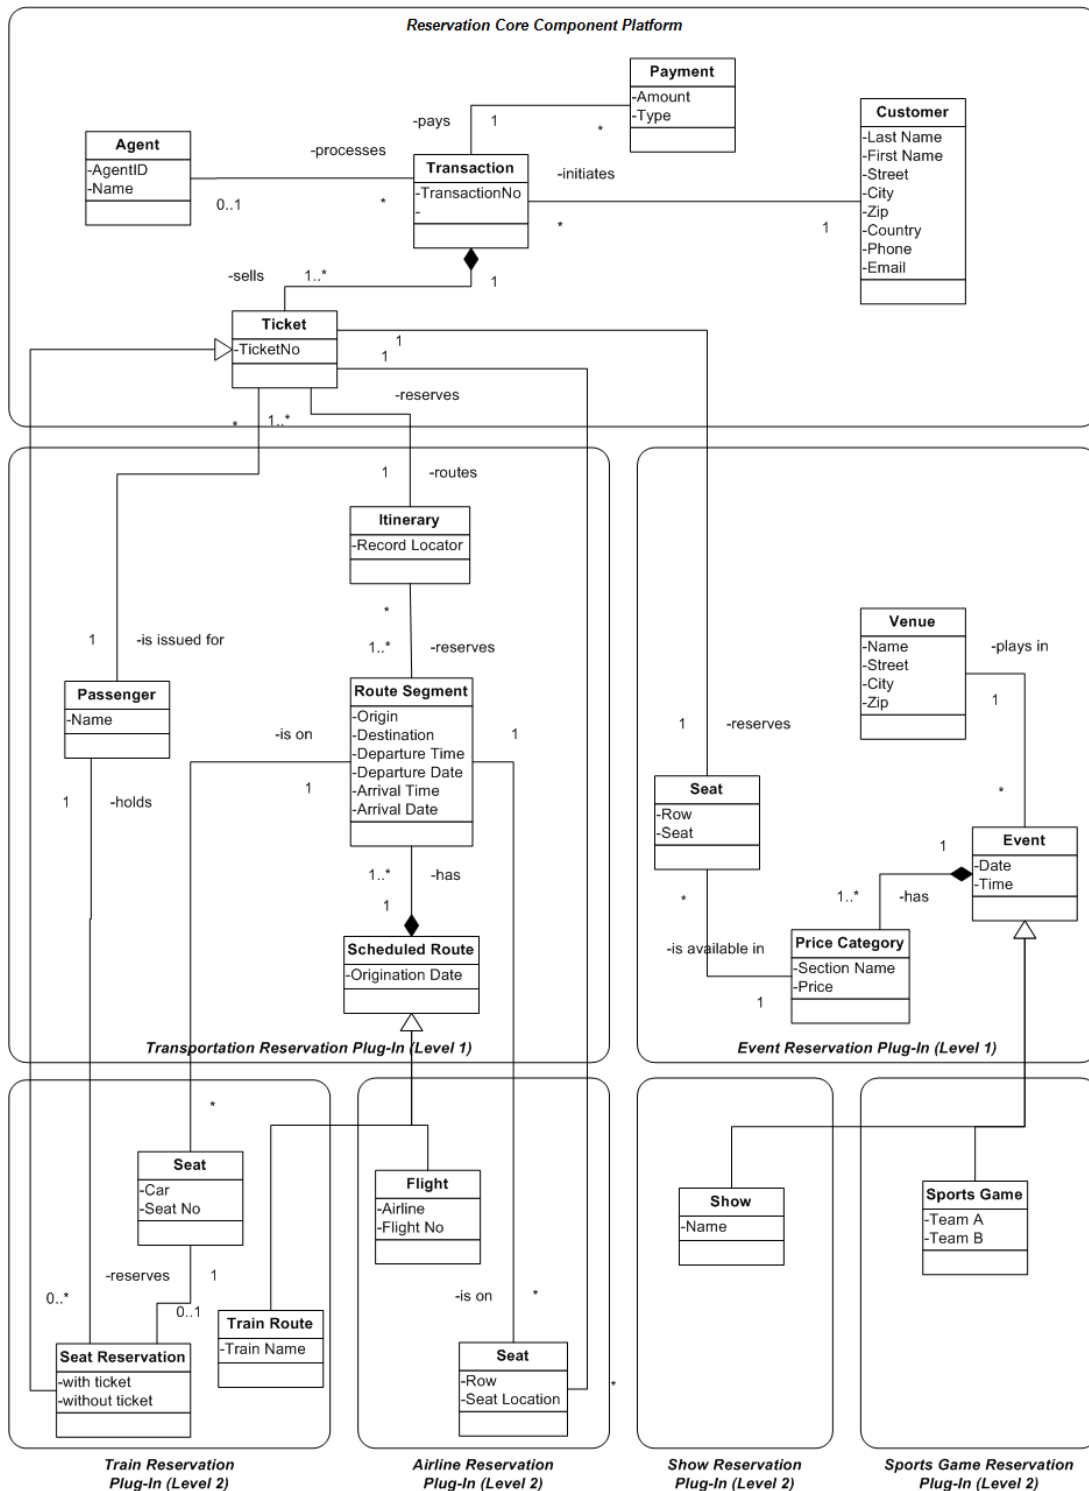 Reservation Core Component Platform
Payment
-Amount
-Type
-pays
1
*
Customer
-Last Name
-First Name
-Street
-City
-Zip
-Country
-Phone
-Email
Agent
-AgentID
-Name
-processes
0..1
*
Transaction
-TransactionNo
-
-initiates
*
1
-sells
1..*
1
Ticket
-TicketNo
1
1
-reserves
*
1..*
1
-routes
Itinerary
-Record Locator
*
1..*
-reserves
1
-is issued for
Passenger
-Name
1
-holds
Route Segment
-Origin
-Destination
-Departure Time
-Departure Date
-Arrival Time
-Arrival Date
-is on
1
1
1..*
-has
1
Scheduled Route
-Origination Date
Transportation Reservation Plug-In (Level 1)
Venue
-Name
-Street
-City
-Zip
-plays in
1
*
1
-reserves
Seat
-Row
-Seat
*
-is available in
1
Event
-Date
-Time
1
1..*
-has
Price Category
-Section Name
-Price
Event Reservation Plug-In (Level 1)
*
Seat
-Car
-Seat No
-reserves
1
0..*
0..1
Seat Reservation
-with ticket
-without ticket
Train Route
-Train Name
Flight
-Airline
-Flight No
-is on
*
Seat
-Row
-Seat Location
*
Show
-Name
Sports Game
-Team A
-Team B
Train Reservation
Plug-In (Level 2)
Airline Reservation
Plug-In (Level 2)
Show Reservation
Plug-In (Level 2)
Sports Game Reservation
Plug-In (Level 2)